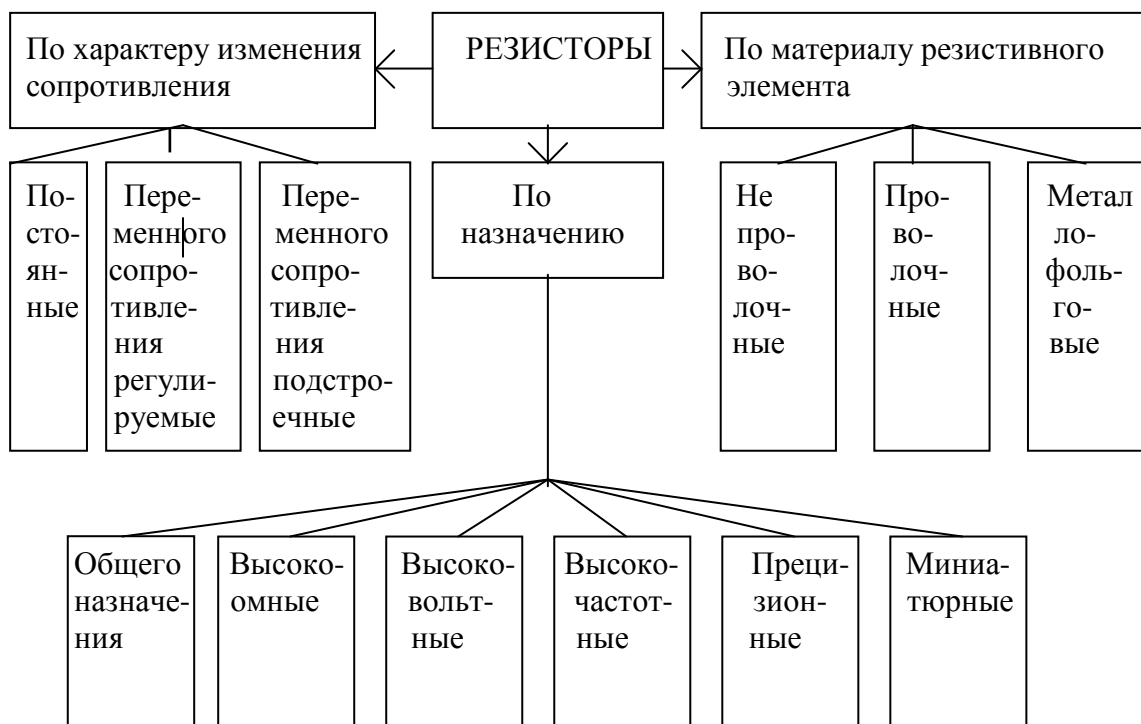 По характеру изменения
сопротивления
РЕЗИСТОРЫ
По материалу резистивного
элемента
По-
сто-
ян-
ные
Пере-
менного
сопро-
тивле-
ния
регули-
руемые
Пере-
менного
сопро-
тивле-
ния
подстро-
ечные
По
назначению
Не
про-
во-
лоч-
ные
Про-
во-
лоч-
ные
Метал
ло-
фоль-
го-
вые
Общего
назначе-
ния
Высоко-
омные
Высоко-
вольт-
ные
Высоко-
частот-
ные
Преци-
зион-
ные
Миниа-
тюрные